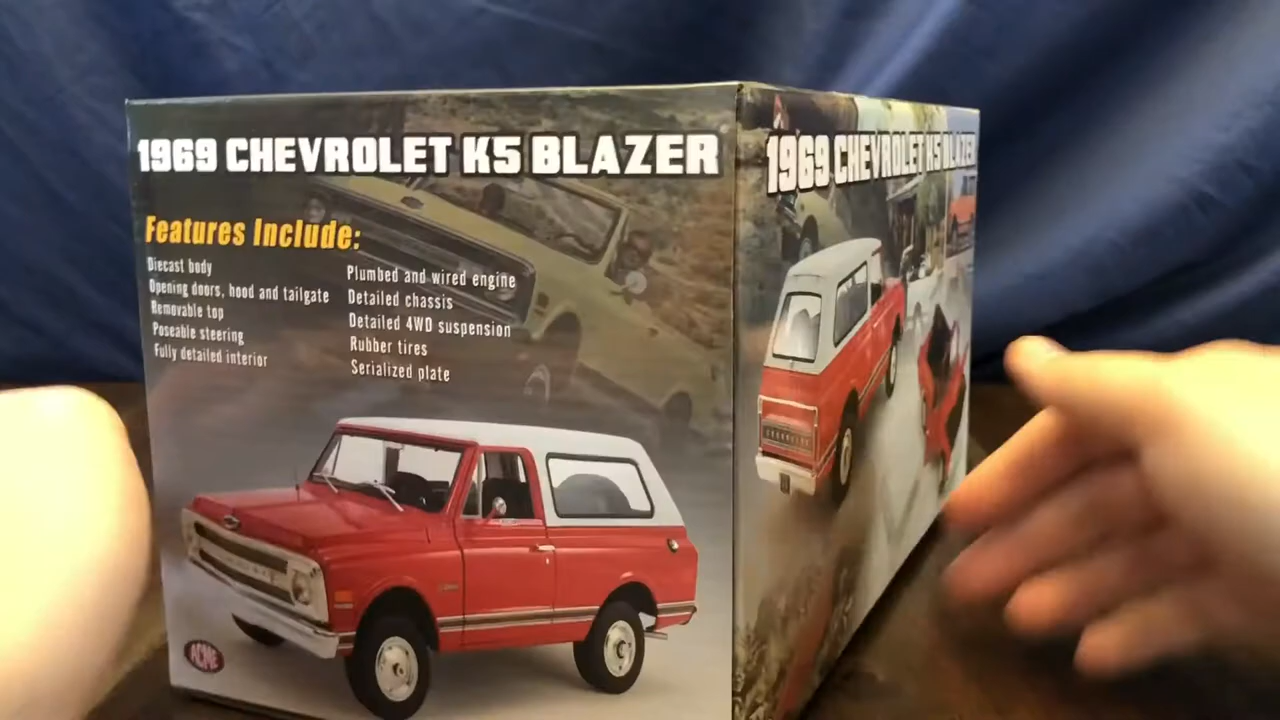 1969 CHEVROLET K5 BLAZER
Features Include:
Diecast body
Opening doors, hood and tailgate
Removable top
Poseable steering
Fully detailed interior
Plumbed and wired engine
Detailed chassis
Detailed 4WD suspension
Rubber tires
Serialized plate
ACME
1969 CHEVROLET K5 BLAZER
CHEVROLET